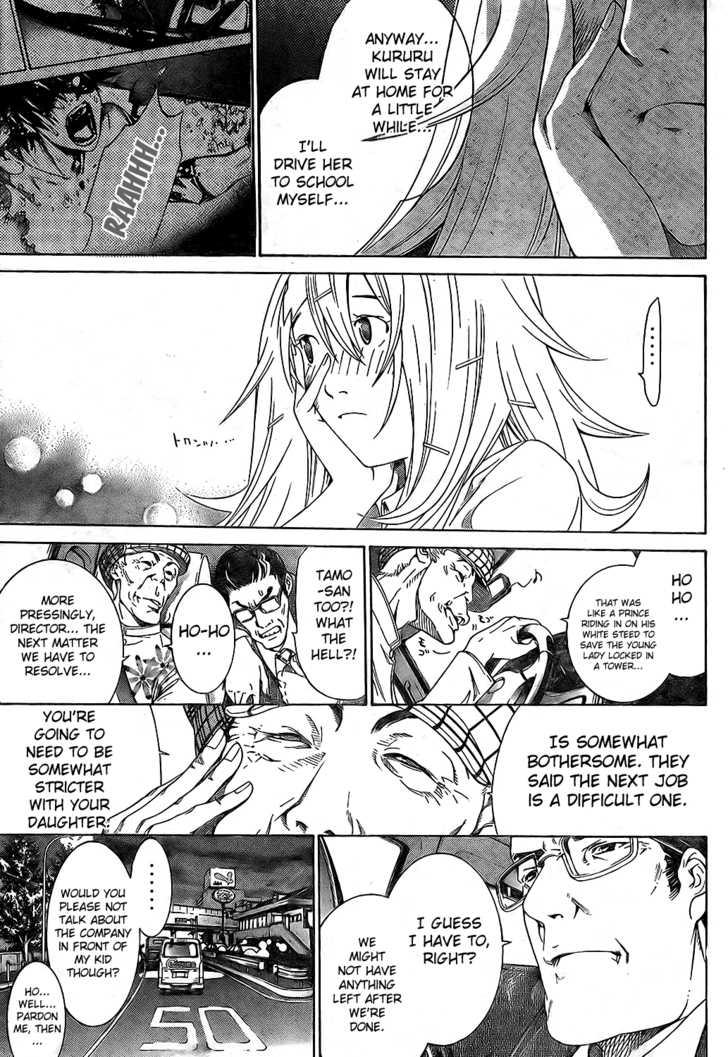 ANYWAY...
KURURU
WILL STAY
AT HOME FOR
A LITTLE
WHILE...
I'LL
DRIVE HER
TO SCHOOL
MYSELF...
RAAHHH...
......
トクンッ・・・
HO
HO
...
THAT WAS
LIKE A PRINCE
RIDING IN ON HIS
WHITE STEED TO
SAVE THE YOUNG
LADY LOCKED IN
A TOWER...
TAMO
-SAN
TOO?!
WHAT
THE
HELL?!
HO-HO
...
MORE
PRESSINGLY,
DIRECTOR... THE
NEXT MATTER
WE HAVE TO
RESOLVE...
IS SOMEWHAT
BOTHERSOME. THEY
SAID THE NEXT JOB
IS A DIFFICULT ONE.
YOU'RE
GOING TO
NEED TO BE
SOMEWHAT
STRICTER
WITH YOUR
DAUGHTER.
I GUESS
I HAVE TO,
RIGHT?
WE
MIGHT
NOT HAVE
ANYTHING
LEFT AFTER
WE'RE
DONE.
....
WOULD YOU
PLEASE NOT
TALK ABOUT
THE COMPANY
IN FRONT OF
MY KID
THOUGH?
HO...
WELL...
PARDON
ME, THEN
...
50